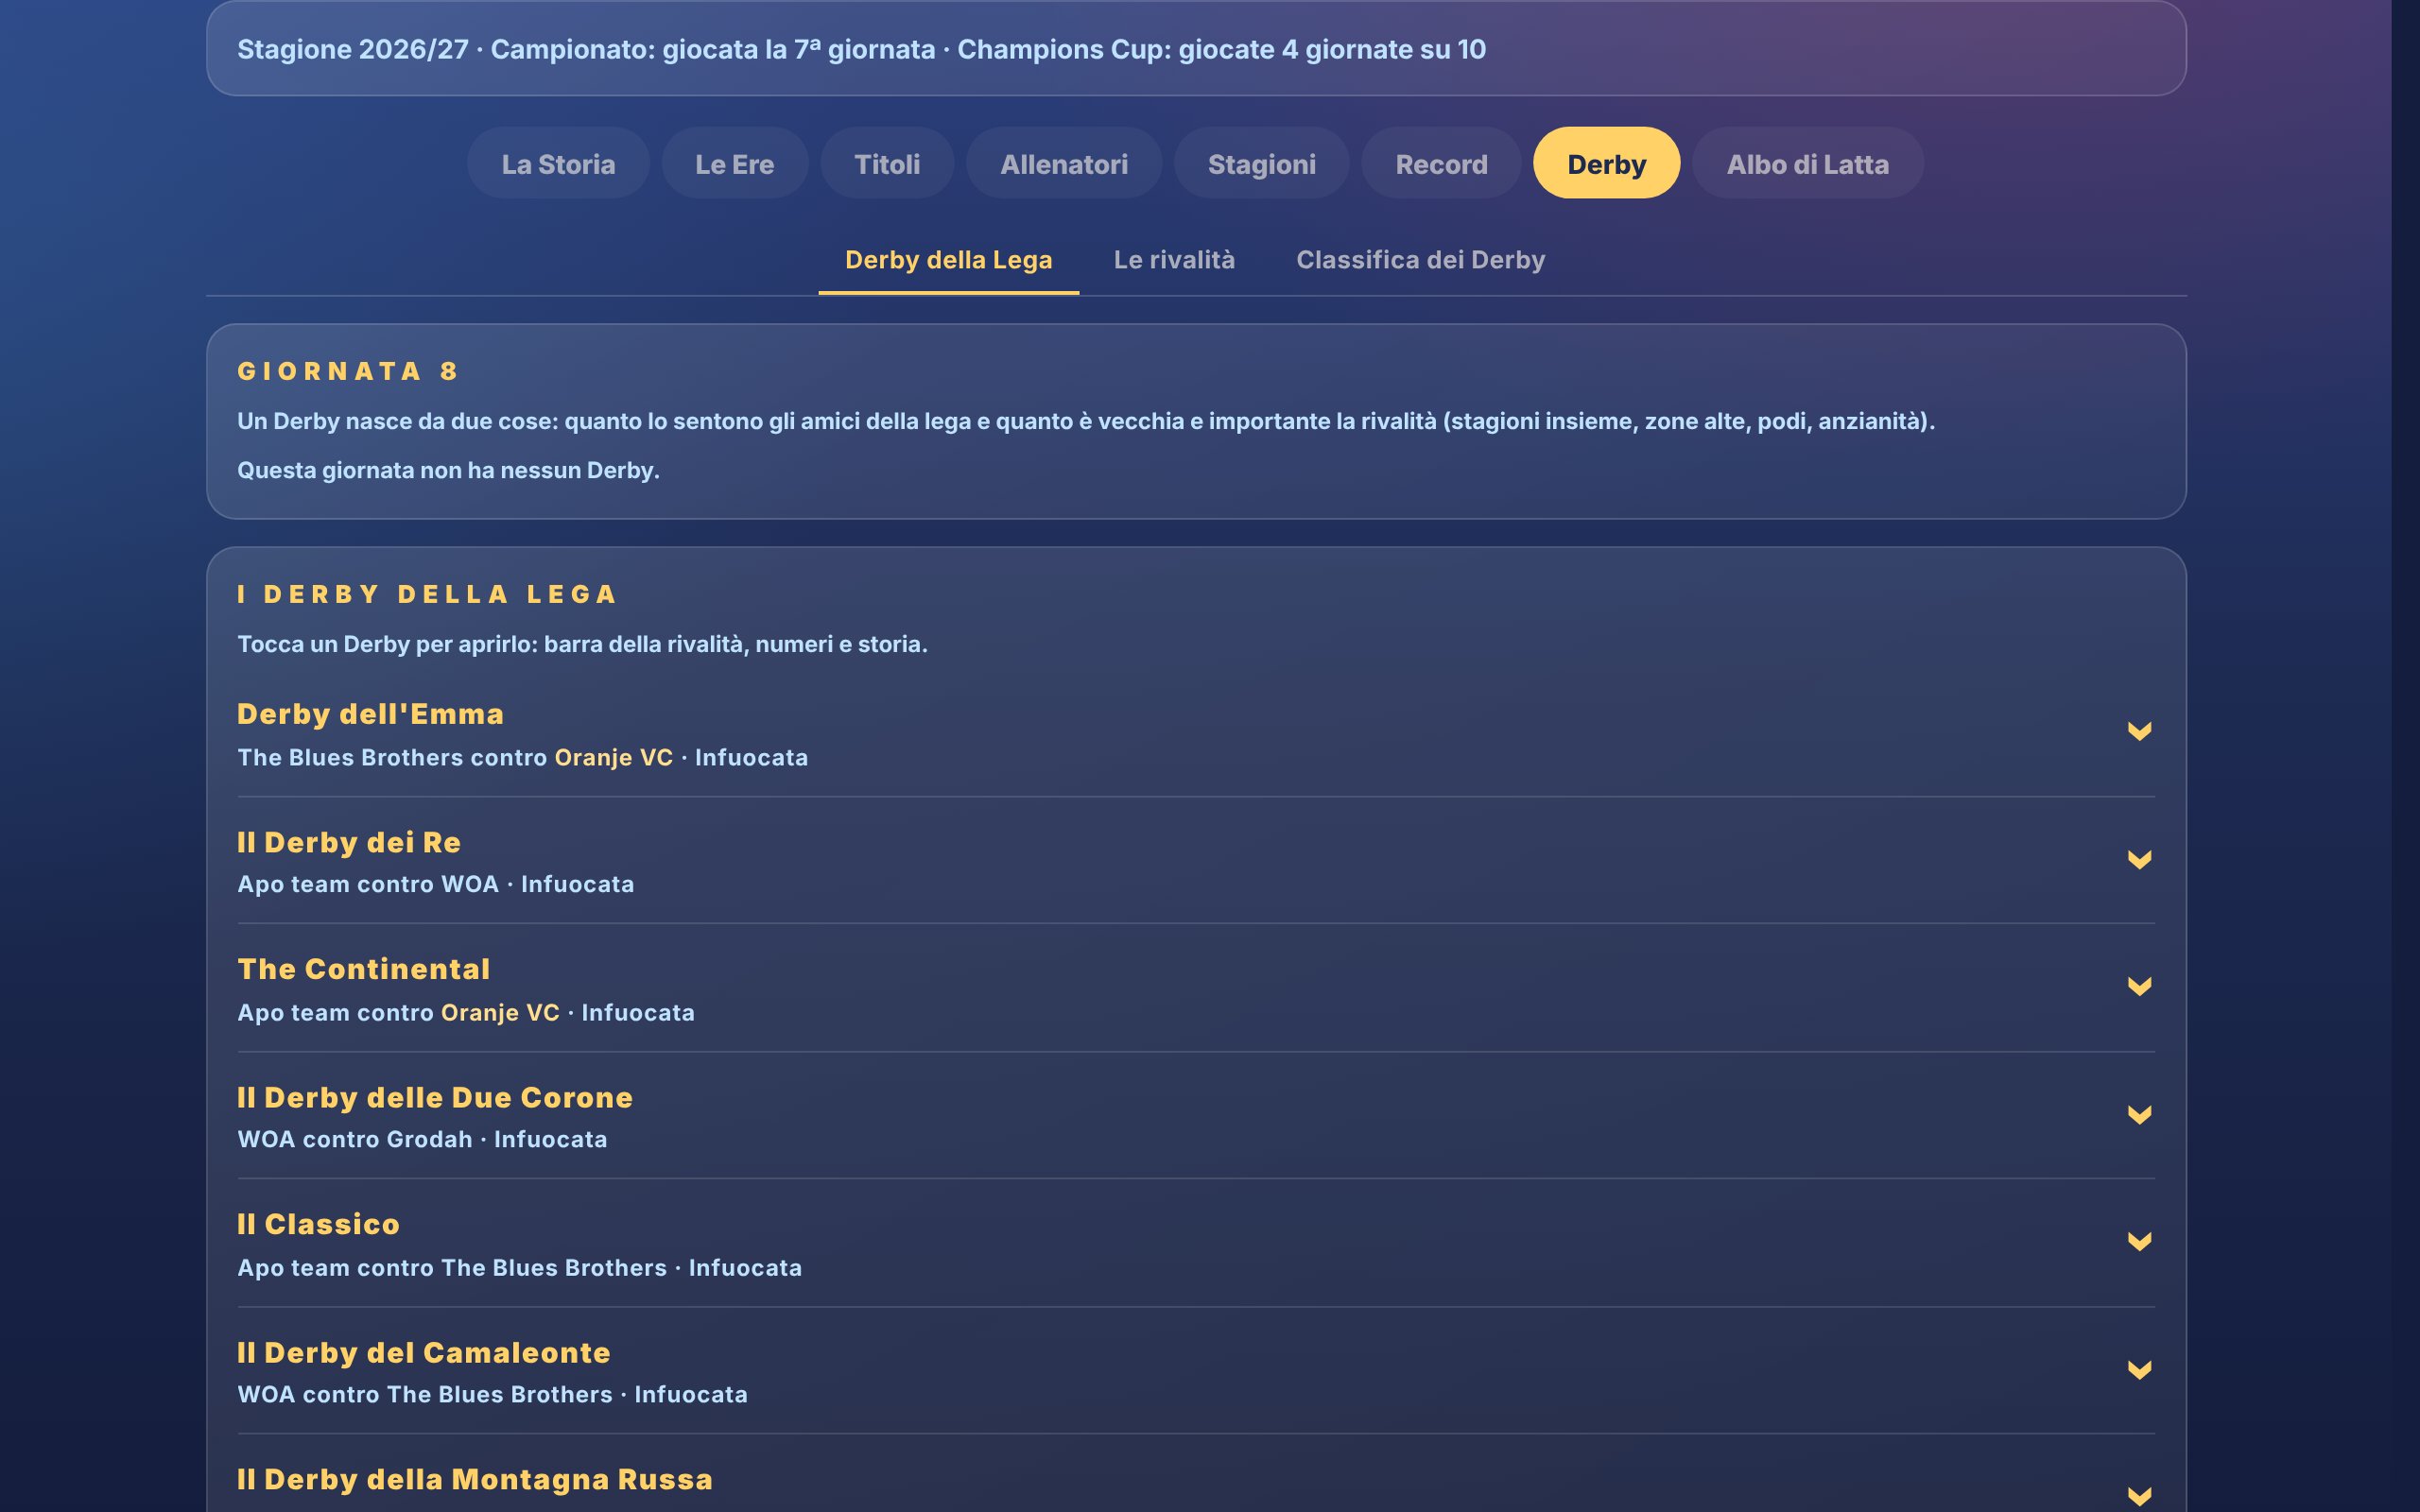 Stagione 2026/27 · Campionato: giocata la 7ª giornata · Champions Cup: giocate 4 giornate su 10
La Storia
Le Ere
Titoli
Allenatori
Stagioni
Record
Derby
Albo di Latta
Derby della Lega
Le rivalità
Classifica dei Derby
GIORNATA 8
Un Derby nasce da due cose: quanto lo sentono gli amici della lega e quanto è vecchia e importante la rivalità (stagioni insieme, zone alte, podi, anzianità).
Questa giornata non ha nessun Derby.
I DERBY DELLA LEGA
Tocca un Derby per aprirlo: barra della rivalità, numeri e storia.
Derby dell'Emma
The Blues Brothers contro Oranje VC · Infuocata
Il Derby dei Re
Apo team contro WOA · Infuocata
The Continental
Apo team contro Oranje VC · Infuocata
Il Derby delle Due Corone
WOA contro Grodah · Infuocata
Il Classico
Apo team contro The Blues Brothers · Infuocata
Il Derby del Camaleonte
WOA contro The Blues Brothers · Infuocata
Il Derby della Montagna Russa